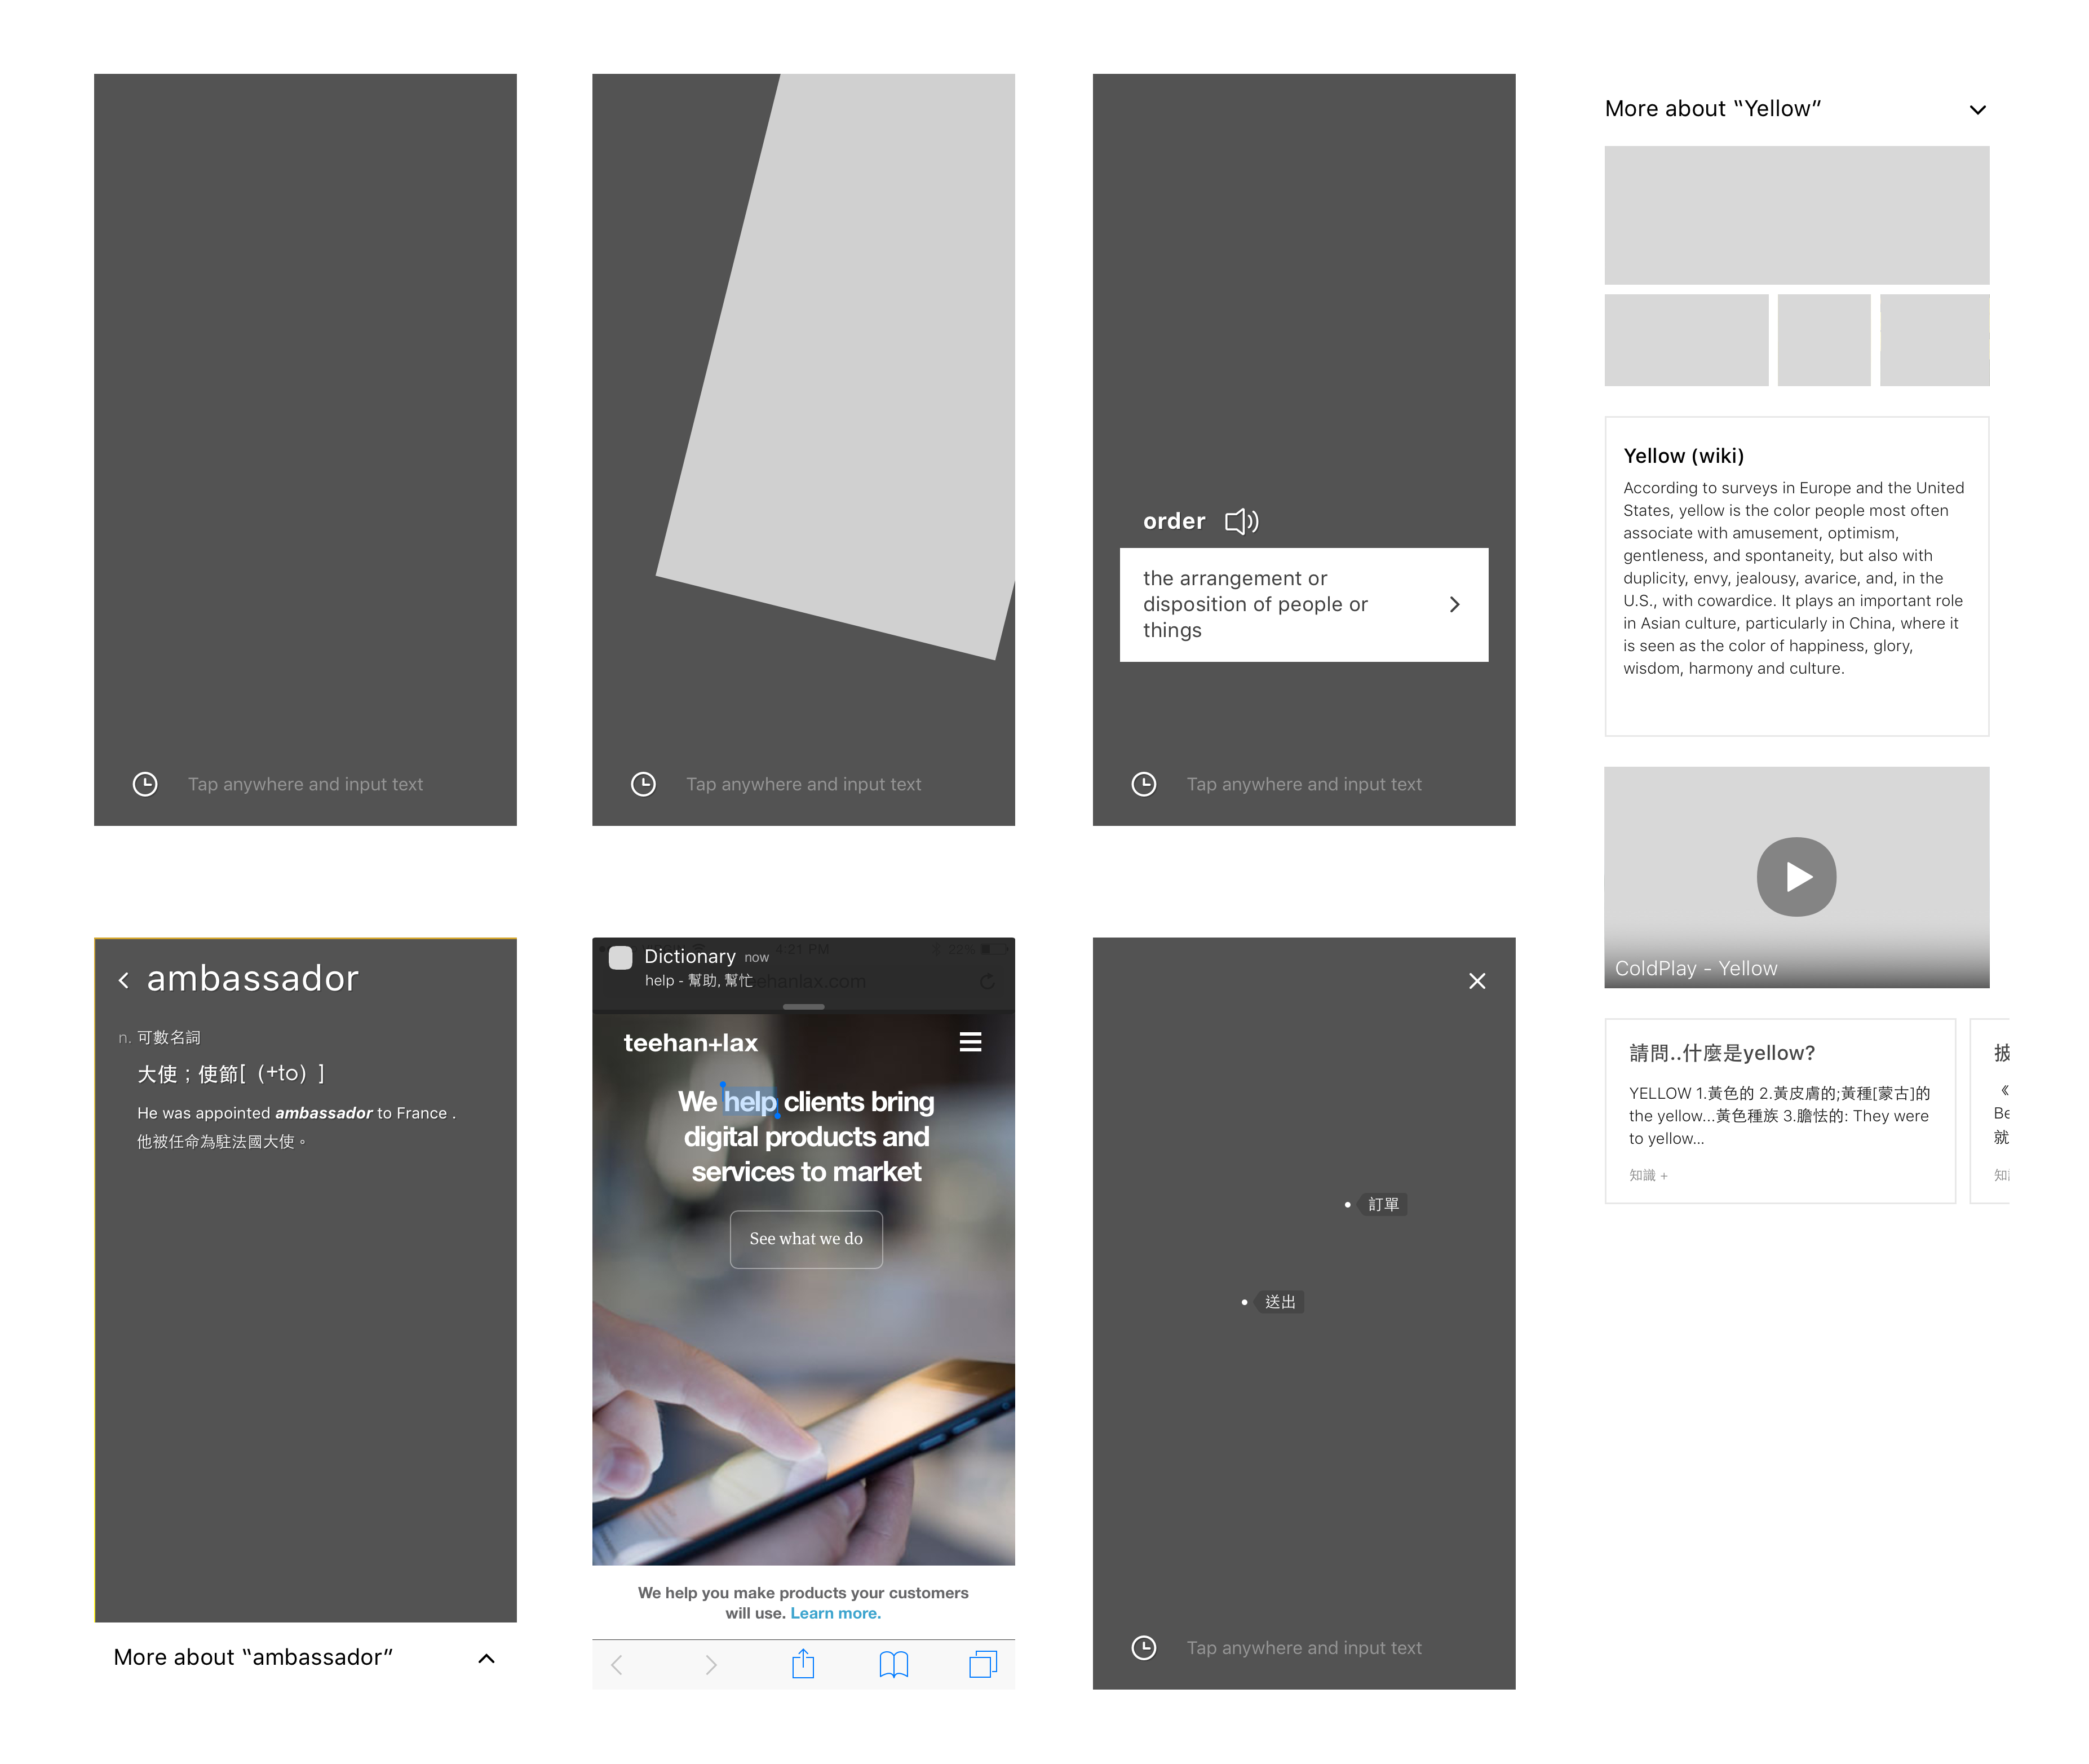 Tap anywhere and input text
Tap anywhere and input text
order
the arrangement or
disposition of people or
things
Tap anywhere and input text
More about “Yellow”
Yellow (wiki)
According to surveys in Europe and the United
States, yellow is the color people most often
associate with amusement, optimism,
gentleness, and spontaneity, but also with
duplicity, envy, jealousy, avarice, and, in the
U.S., with cowardice. It plays an important role
in Asian culture, particularly in China, where it
is seen as the color of happiness, glory,
wisdom, harmony and culture.
ColdPlay - Yellow
請問..什麼是yellow?
YELLOW 1.黃色的 2.黃皮膚的;黃種[蒙古]的
the yellow...黃色種族 3.膽怯的: They were
to yellow...
知識 +
披
《
Be
就
知
ambassador
n. 可數名詞
大使；使節[（+to）]
He was appointed ambassador to France .
他被任命為駐法國大使。
More about “ambassador”
4:21 PM 22%
Dictionary now
help - 幫助, 幫忙
ehanlax.com
teehan+lax
We help clients bring
digital products and
services to market
See what we do
We help you make products your customers
will use. Learn more.
訂單
送出
Tap anywhere and input text